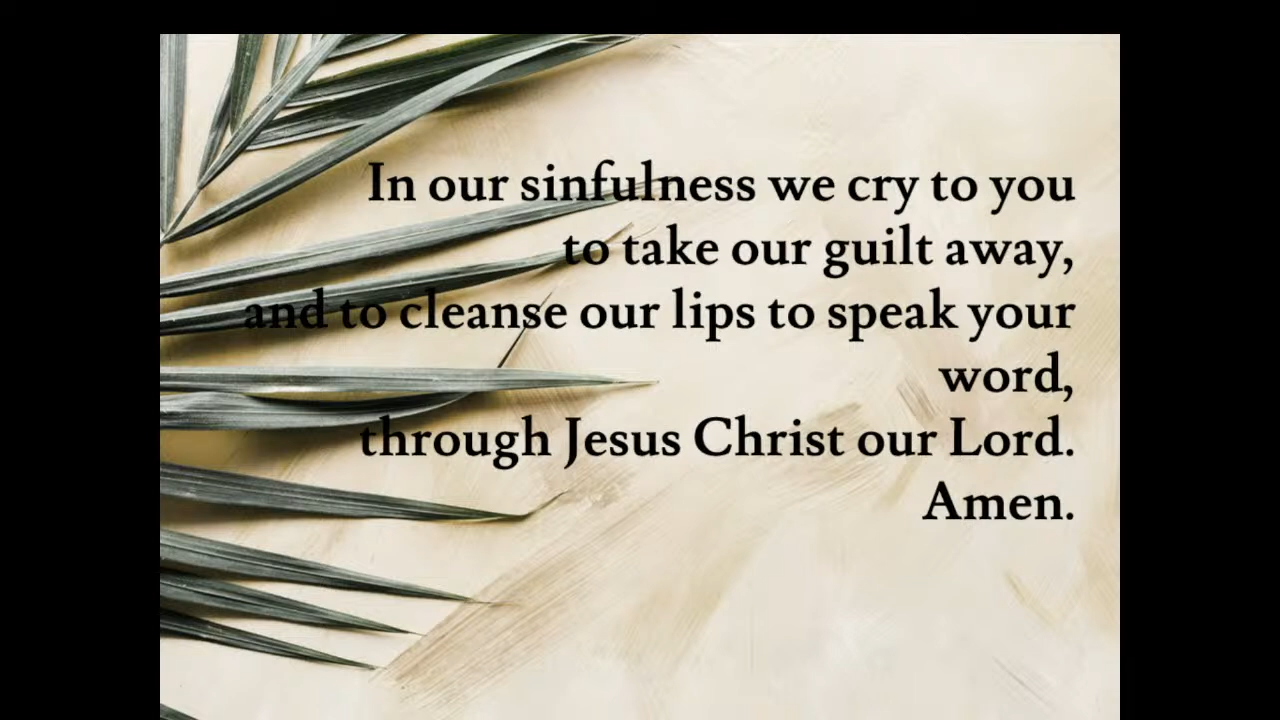 In our sinfulness we cry to you
to take our guilt away,
and to cleanse our lips to speak your
word,
through Jesus Christ our Lord.
Amen.